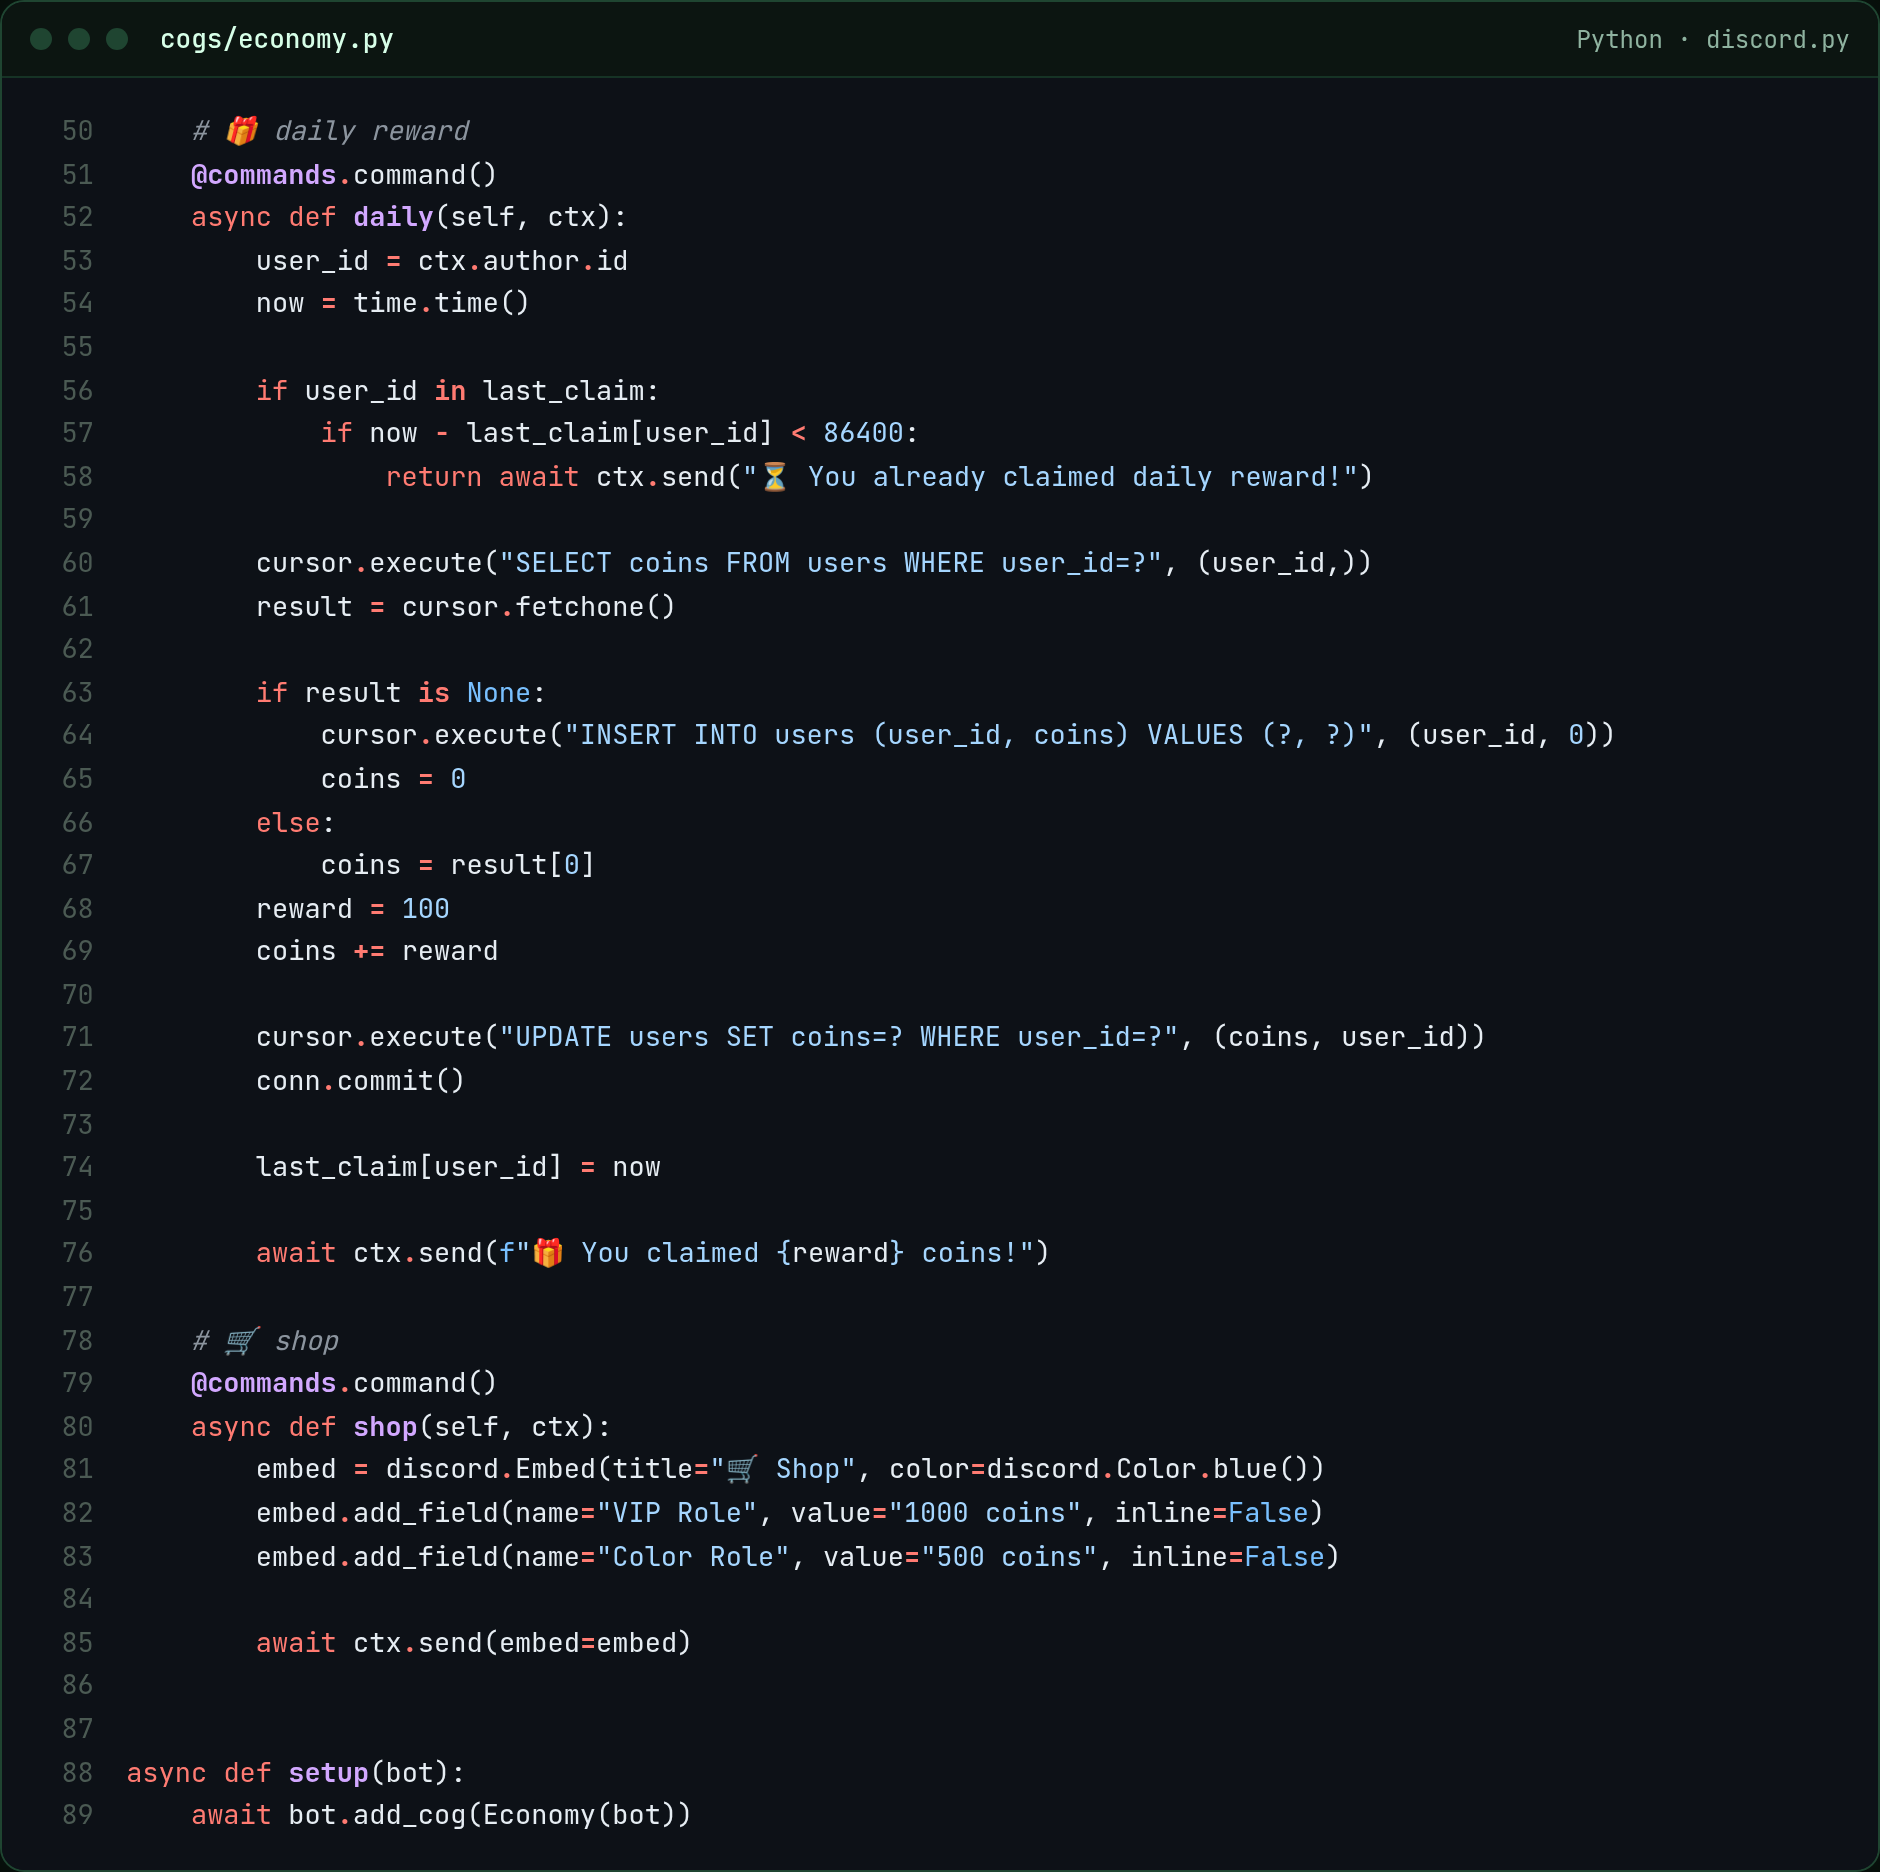 cogs/economy.py
Python · discord.py
50     # 🎁 daily reward
51     @commands.command()
52     async def daily(self, ctx):
53         user_id = ctx.author.id
54         now = time.time()
55
56         if user_id in last_claim:
57             if now - last_claim[user_id] < 86400:
58                 return await ctx.send("⏳ You already claimed daily reward!")
59
60         cursor.execute("SELECT coins FROM users WHERE user_id=?", (user_id,))
61         result = cursor.fetchone()
62
63         if result is None:
64             cursor.execute("INSERT INTO users (user_id, coins) VALUES (?, ?)", (user_id, 0))
65             coins = 0
66         else:
67             coins = result[0]
68         reward = 100
69         coins += reward
70
71         cursor.execute("UPDATE users SET coins=? WHERE user_id=?", (coins, user_id))
72         conn.commit()
73
74         last_claim[user_id] = now
75
76         await ctx.send(f"🎁 You claimed {reward} coins!")
77
78     # 🛒 shop
79     @commands.command()
80     async def shop(self, ctx):
81         embed = discord.Embed(title="🛒 Shop", color=discord.Color.blue())
82         embed.add_field(name="VIP Role", value="1000 coins", inline=False)
83         embed.add_field(name="Color Role", value="500 coins", inline=False)
84
85         await ctx.send(embed=embed)
86
87
88 async def setup(bot):
89     await bot.add_cog(Economy(bot))